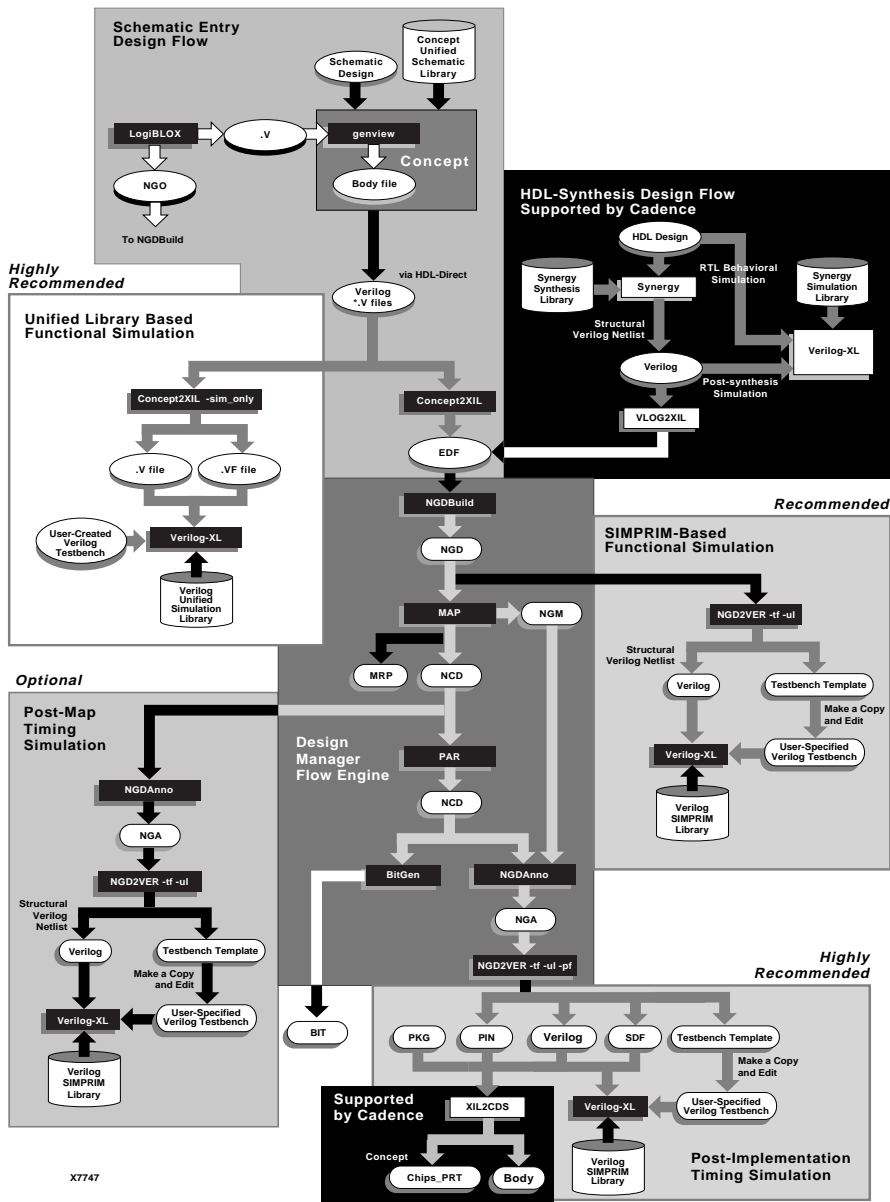 Schematic Entry
Design Flow
Schematic
Design
Concept
Unified
Schematic
Library
LogiBLOX
.V
genview
Concept
NGO
Body file
To NGDBuild
via HDL-Direct
Verilog
*.V files
HDL-Synthesis Design Flow
Supported by Cadence
HDL Design
Synergy
Synthesis
Library
Synergy
RTL Behavioral
Simulation
Synergy
Simulation
Library
Structural
Verilog Netlist
Verilog-XL
Verilog
Post-synthesis
Simulation
VLOG2XIL
Highly
Recommended
Unified Library Based
Functional Simulation
Concept2XIL -sim_only
.V file
.VF file
User-Created
Verilog
Testbench
Verilog-XL
Verilog
Unified
Simulation
Library
Concept2XIL
EDF
NGDBuild
NGD
MAP
NGM
MRP
NCD
Design
Manager
Flow Engine
PAR
NCD
BitGen
NGDAnno
NGA
NGD2VER -tf -ul -pf
BIT
Recommended
SIMPRIM-Based
Functional Simulation
NGD2VER -tf -ul
Structural
Verilog Netlist
Verilog
Testbench Template
Make a Copy
and Edit
Verilog-XL
User-Specified
Verilog Testbench
Verilog
SIMPRIM
Library
Optional
Post-Map
Timing
Simulation
NGDAnno
NGA
NGD2VER -tf -ul
Structural
Verilog
Netlist
Verilog
Testbench Template
Make a Copy
and Edit
Verilog-XL
User-Specified
Verilog Testbench
Verilog
SIMPRIM
Library
Highly
Recommended
PKG
PIN
Verilog
SDF
Testbench Template
Make a Copy
and Edit
Verilog-XL
User-Specified
Verilog Testbench
Verilog
SIMPRIM
Library
Post-Implementation
Timing Simulation
Supported
by Cadence
XIL2CDS
Concept
Chips_PRT
Body
X7747